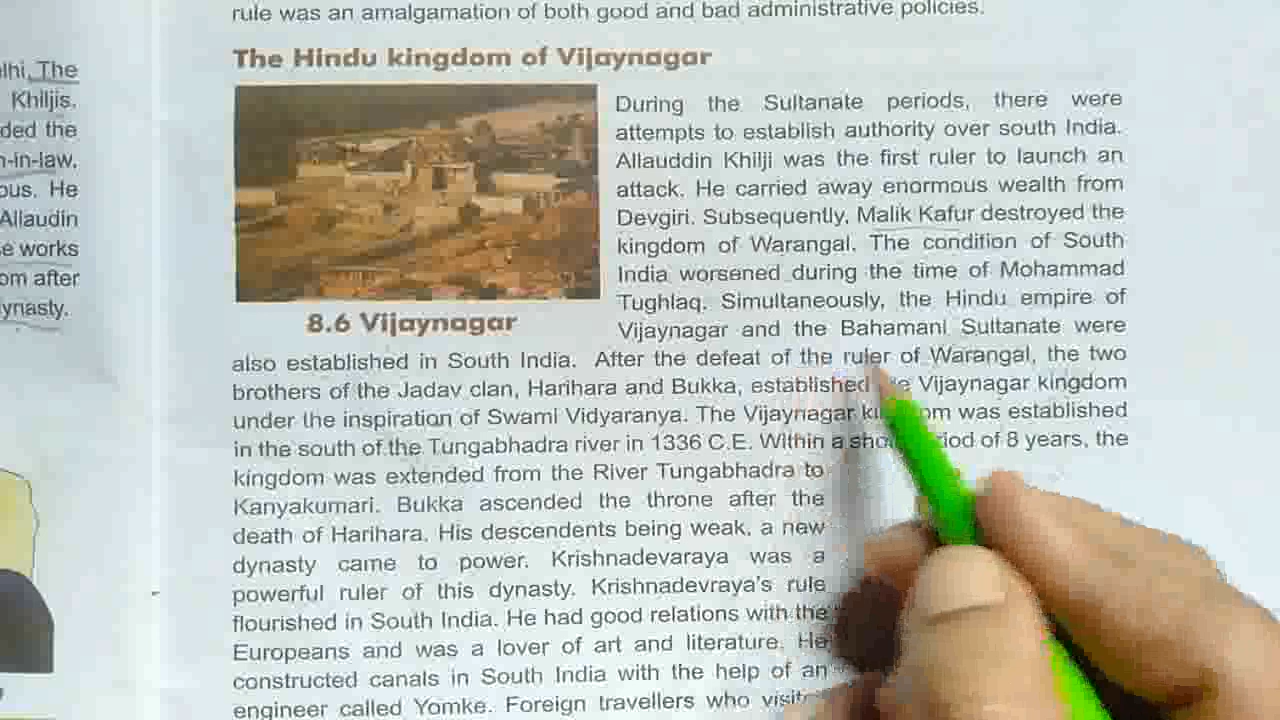 rule was an amalgamation of both good and bad administrative policies.
The Hindu kingdom of Vijaynagar
During the Sultanate periods, there were
attempts to establish authority over south India.
Allauddin Khilji was the first ruler to launch an
attack. He carried away enormous wealth from
Devgiri. Subsequently, Malik Kafur destroyed the
kingdom of Warangal. The condition of South
India worsened during the time of Mohammad
Tughlaq. Simultaneously, the Hindu empire of
Vijaynagar and the Bahamani Sultanate were
8.6 Vijaynagar
also established in South India. After the defeat of the ruler of Warangal, the two
brothers of the Jadav clan, Harihara and Bukka, established Vijaynagar kingdom
under the inspiration of Swami Vidyaranya. The Vijaynagar was established
in the south of the Tungabhadra river in 1336 C.E. Within a of 8 years, the
kingdom was extended from the River Tungabhadra to
Kanyakumari. Bukka ascended the throne after the
death of Harihara. His descendents being weak, a new
dynasty came to power. Krishnadevaraya was a
powerful ruler of this dynasty. Krishnadevraya's rule
flourished in South India. He had good relations with the
Europeans and was a lover of art and literature. He
constructed canals in South India with the help of an
engineer called Yomke. Foreign travellers who
lhi, The
Khiljis.
ded the
n-in-law,
ous. He
Allaudin
se works
om after
ynasty.